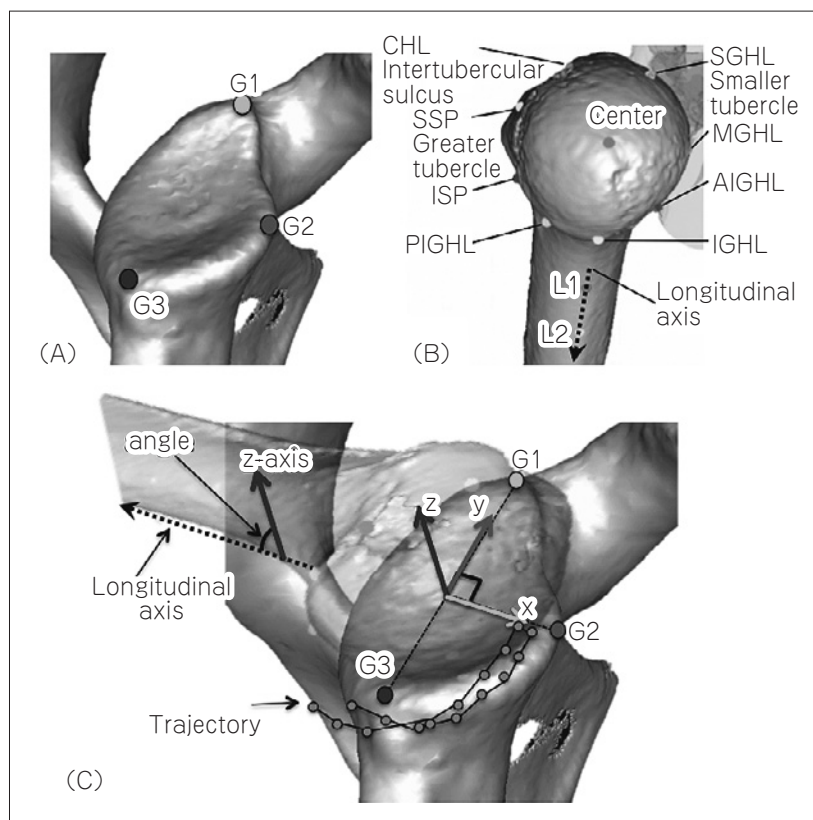 G1
G2
G3
(A)
CHL
Intertubercular
sulcus
SSP
Greater
tubercle
ISP
PIGHL
Center
SGHL
Smaller
tubercle
MGHL
AIGHL
IGHL
L1
L2
Longitudinal
axis
(B)
angle
z-axis
Longitudinal
axis
G1
z
y
x
G2
G3
Trajectory
(C)